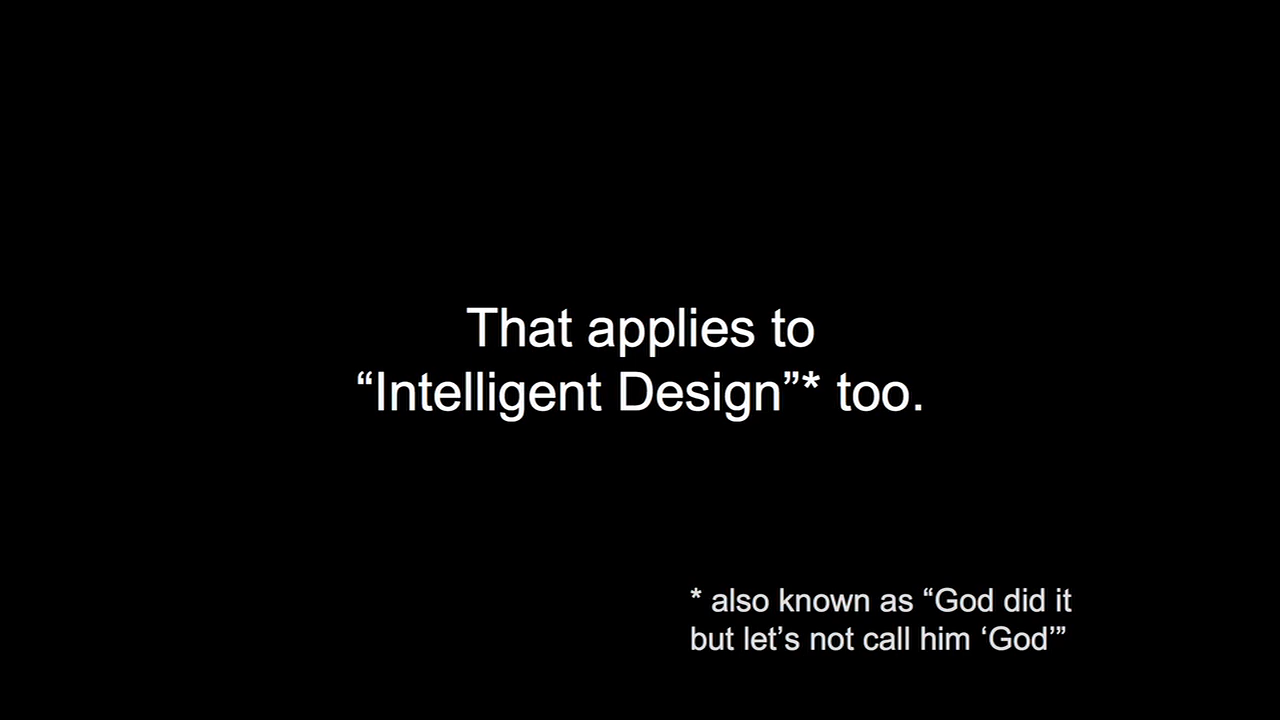 That applies to
“Intelligent Design”* too.
* also known as “God did it
but let’s not call him ‘God’”